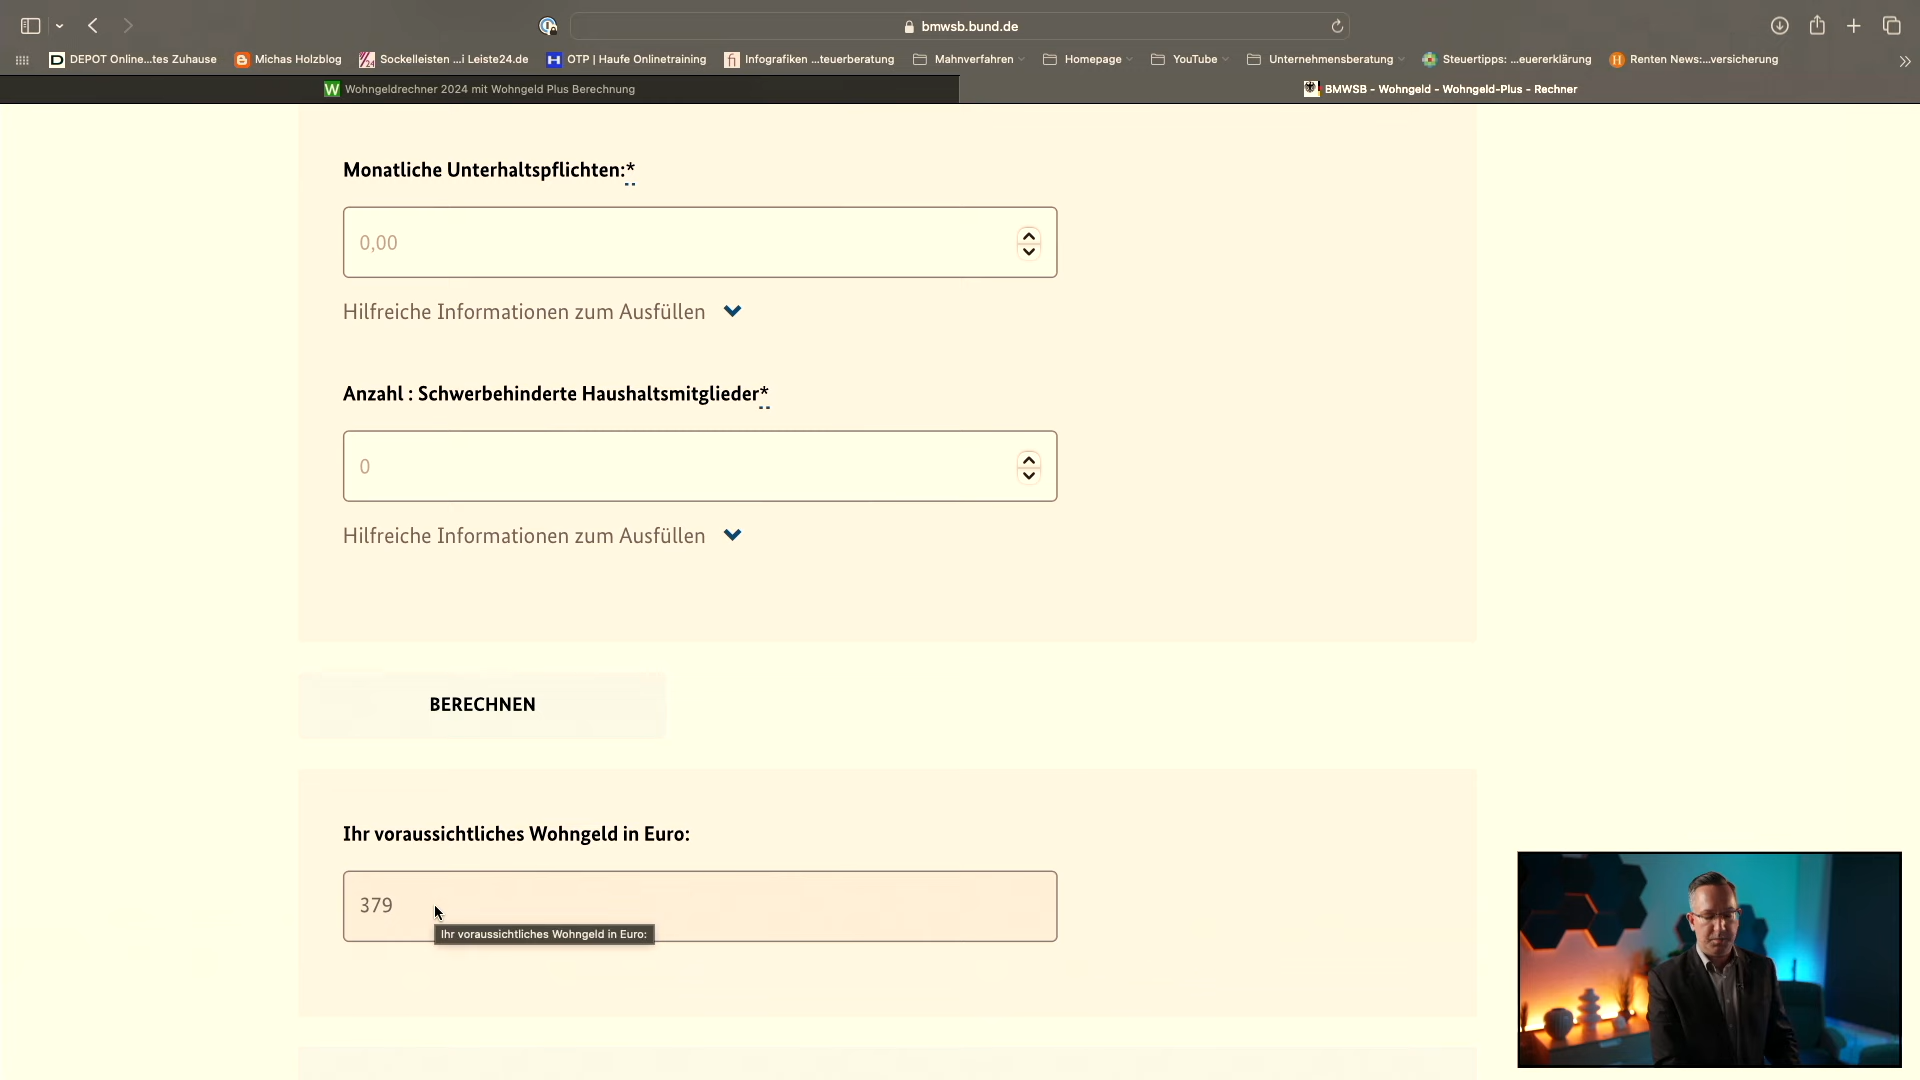 bmwsb.bund.de
DEPOT Online...tes Zuhause
Michas Holzblog
Sockelleisten ...i Leiste24.de
OTP | Haufe Onlinetraining
Infografiken ...teuerberatung
Mahnverfahren
Homepage
YouTube
Unternehmensberatung
Steuertipps: ...euererklärung
Renten News:...versicherung
Wohngeldrechner 2024 mit Wohngeld Plus Berechnung
BMWSB - Wohngeld - Wohngeld-Plus - Rechner
Monatliche Unterhaltspflichten:*
0,00
Hilfreiche Informationen zum Ausfüllen
Anzahl : Schwerbehinderte Haushaltsmitglieder*
0
Hilfreiche Informationen zum Ausfüllen
BERECHNEN
Ihr voraussichtliches Wohngeld in Euro:
379
Ihr voraussichtliches Wohngeld in Euro: